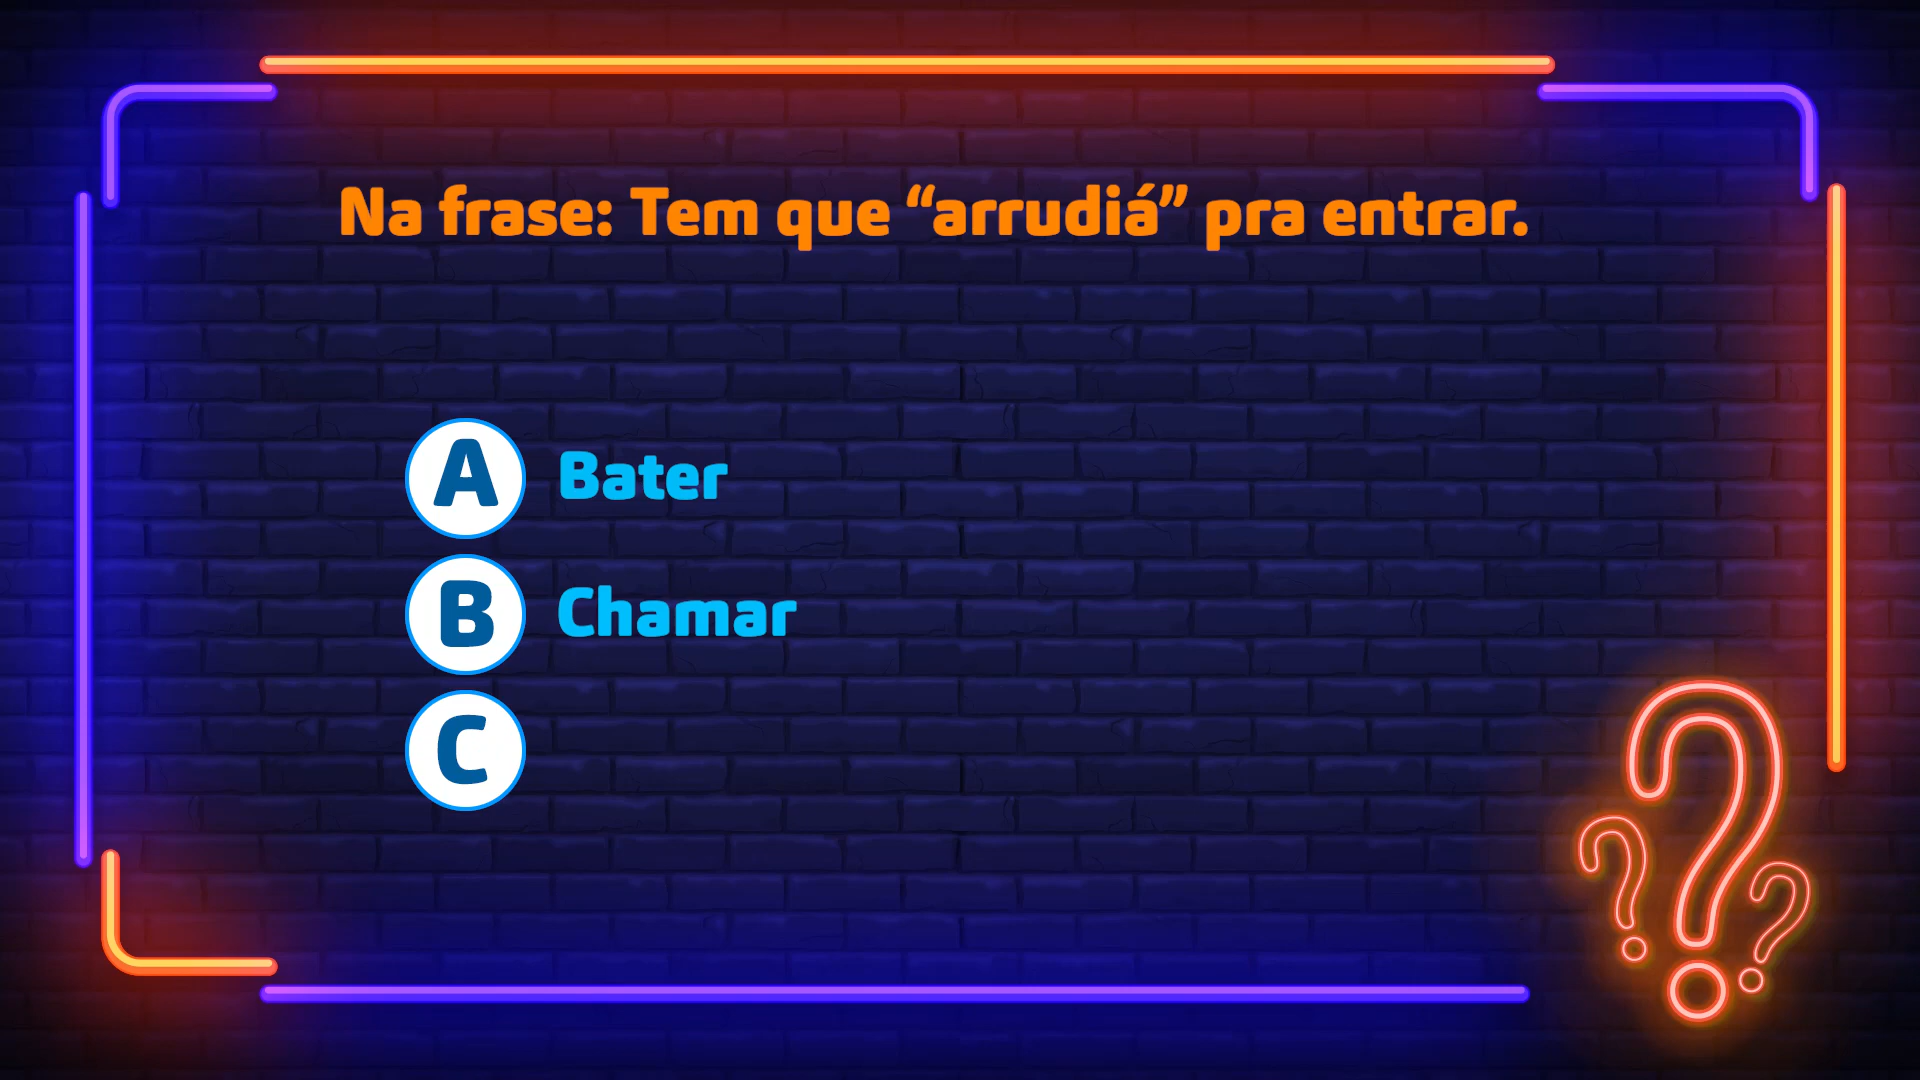 Na frase: Tem que “arrudiá” pra entrar.
A Bater
B Chamar
C